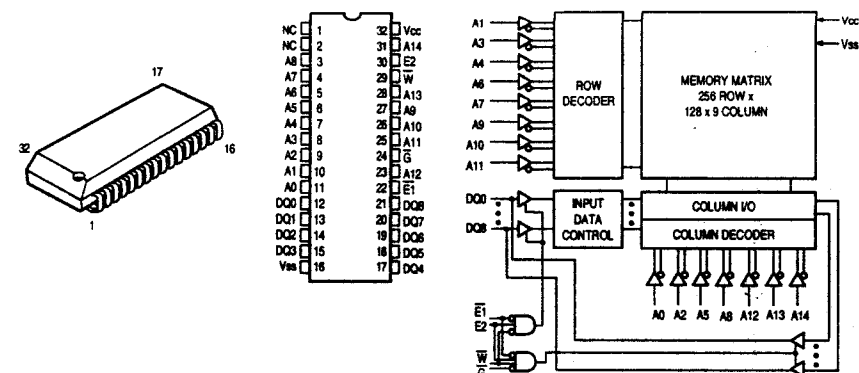 17
32
16
1
NC 1 32 Vcc
NC 2 31 A14
A8 3 30 E2
A7 4 29 W̅
A6 5 28 A13
A5 6 27 A9
A4 7 26 A10
A3 8 25 A11
A2 9 24 G̅
A1 10 23 A12
A0 11 22 E̅1̅
DQ0 12 21 DQ8
DQ1 13 20 DQ7
DQ2 14 19 DQ6
DQ3 15 18 DQ5
Vss 16 17 DQ4
A1
A3
A4
A6
A7
A9
A10
A11
ROW
DECODER
MEMORY MATRIX
256 ROW x
128 x 9 COLUMN
Vcc
Vss
DQ0
DQ8
INPUT
DATA
CONTROL
COLUMN I/O
COLUMN DECODER
A0 A2 A5 A8 A12 A13 A14
E̅1̅
E2
W̅
G̅